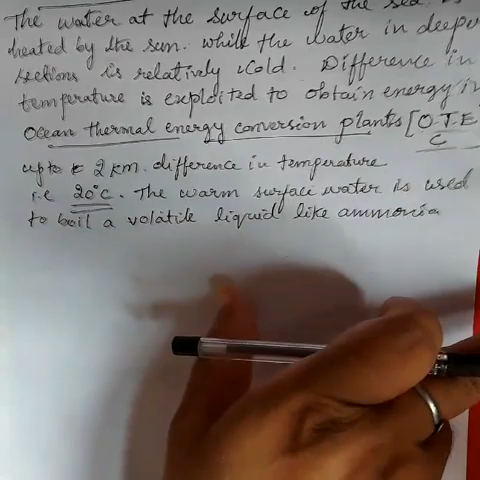 The water at the surface of the sea is
heated by the sun. while the water in deeper
sections is relatively cold. Difference in
temperature is exploited to obtain energy in
Ocean thermal energy conversion plants [O.T.E
C
upto 2 km. difference in temperature
i.e 20°C. The warm surface water is used
to boil a volatile liquid like ammonia